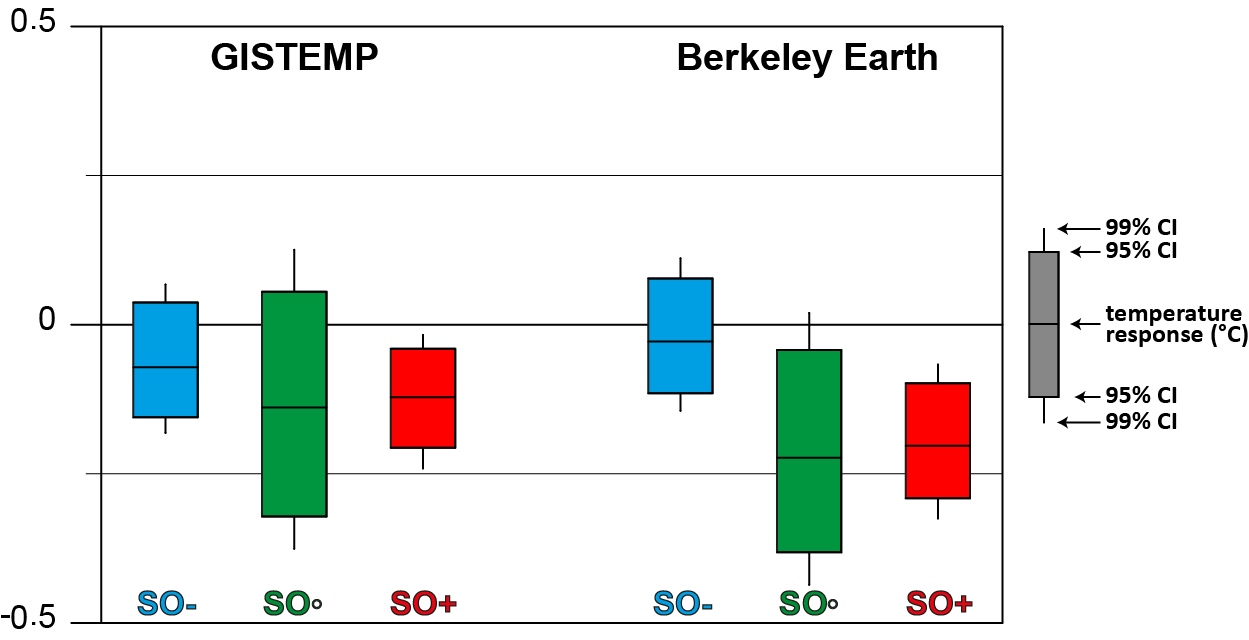 0.5
GISTEMP
Berkeley Earth
99% CI
95% CI
0
temperature
response (°C)
95% CI
99% CI
SO-
SO°
SO+
SO-
SO°
SO+
-0.5